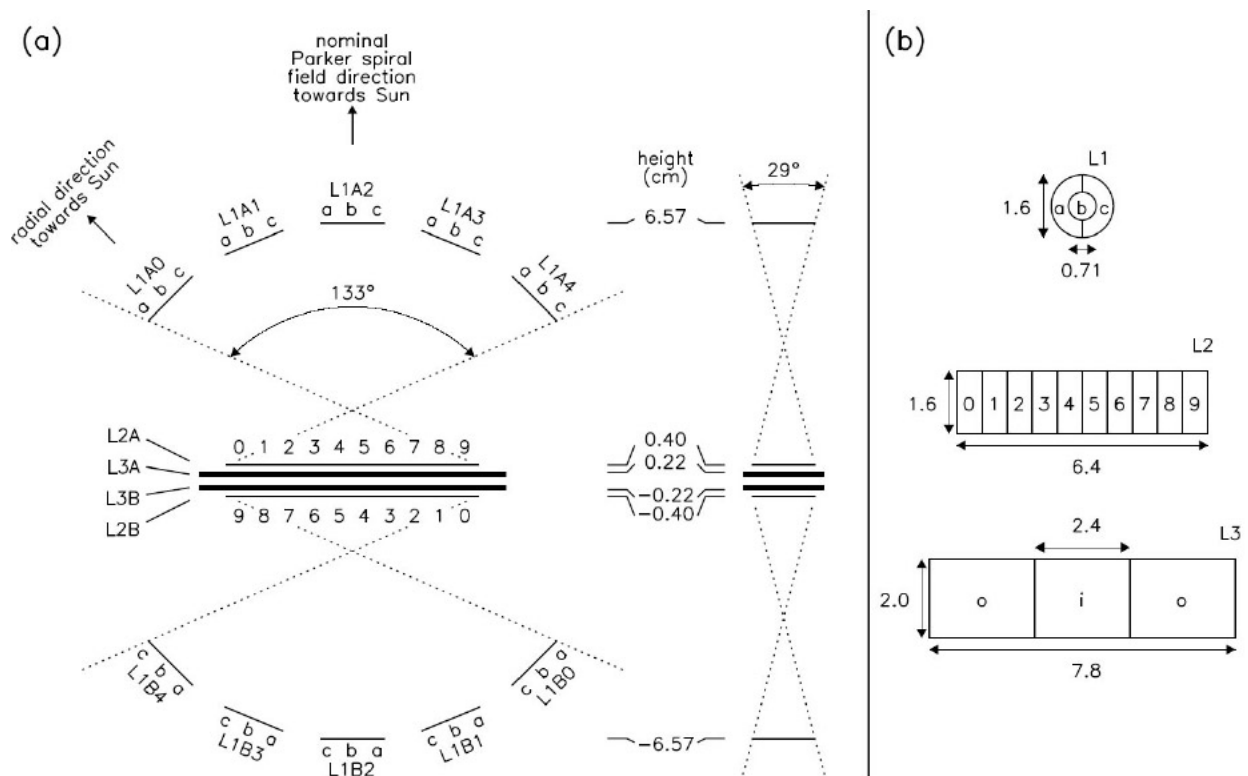 (a)
nominal
Parker spiral
field direction
towards Sun
radial direction
towards Sun
L1A0
a b c
L1A1
a b c
L1A2
a b c
L1A3
a b c
L1A4
a b c
133°
height
(cm)
6.57
29°
L2A
L3A
L3B
L2B
0 1 2 3 4 5 6 7 8 9
9 8 7 6 5 4 3 2 1 0
0.40
0.22
-0.22
-0.40
c b a
L1B4
c b a
L1B3
c b a
L1B2
c b a
L1B1
c b a
L1B0
-6.57
(b)
L1
1.6
a b c
0.71
L2
1.6
0 1 2 3 4 5 6 7 8 9
6.4
2.4
L3
2.0
o i o
7.8